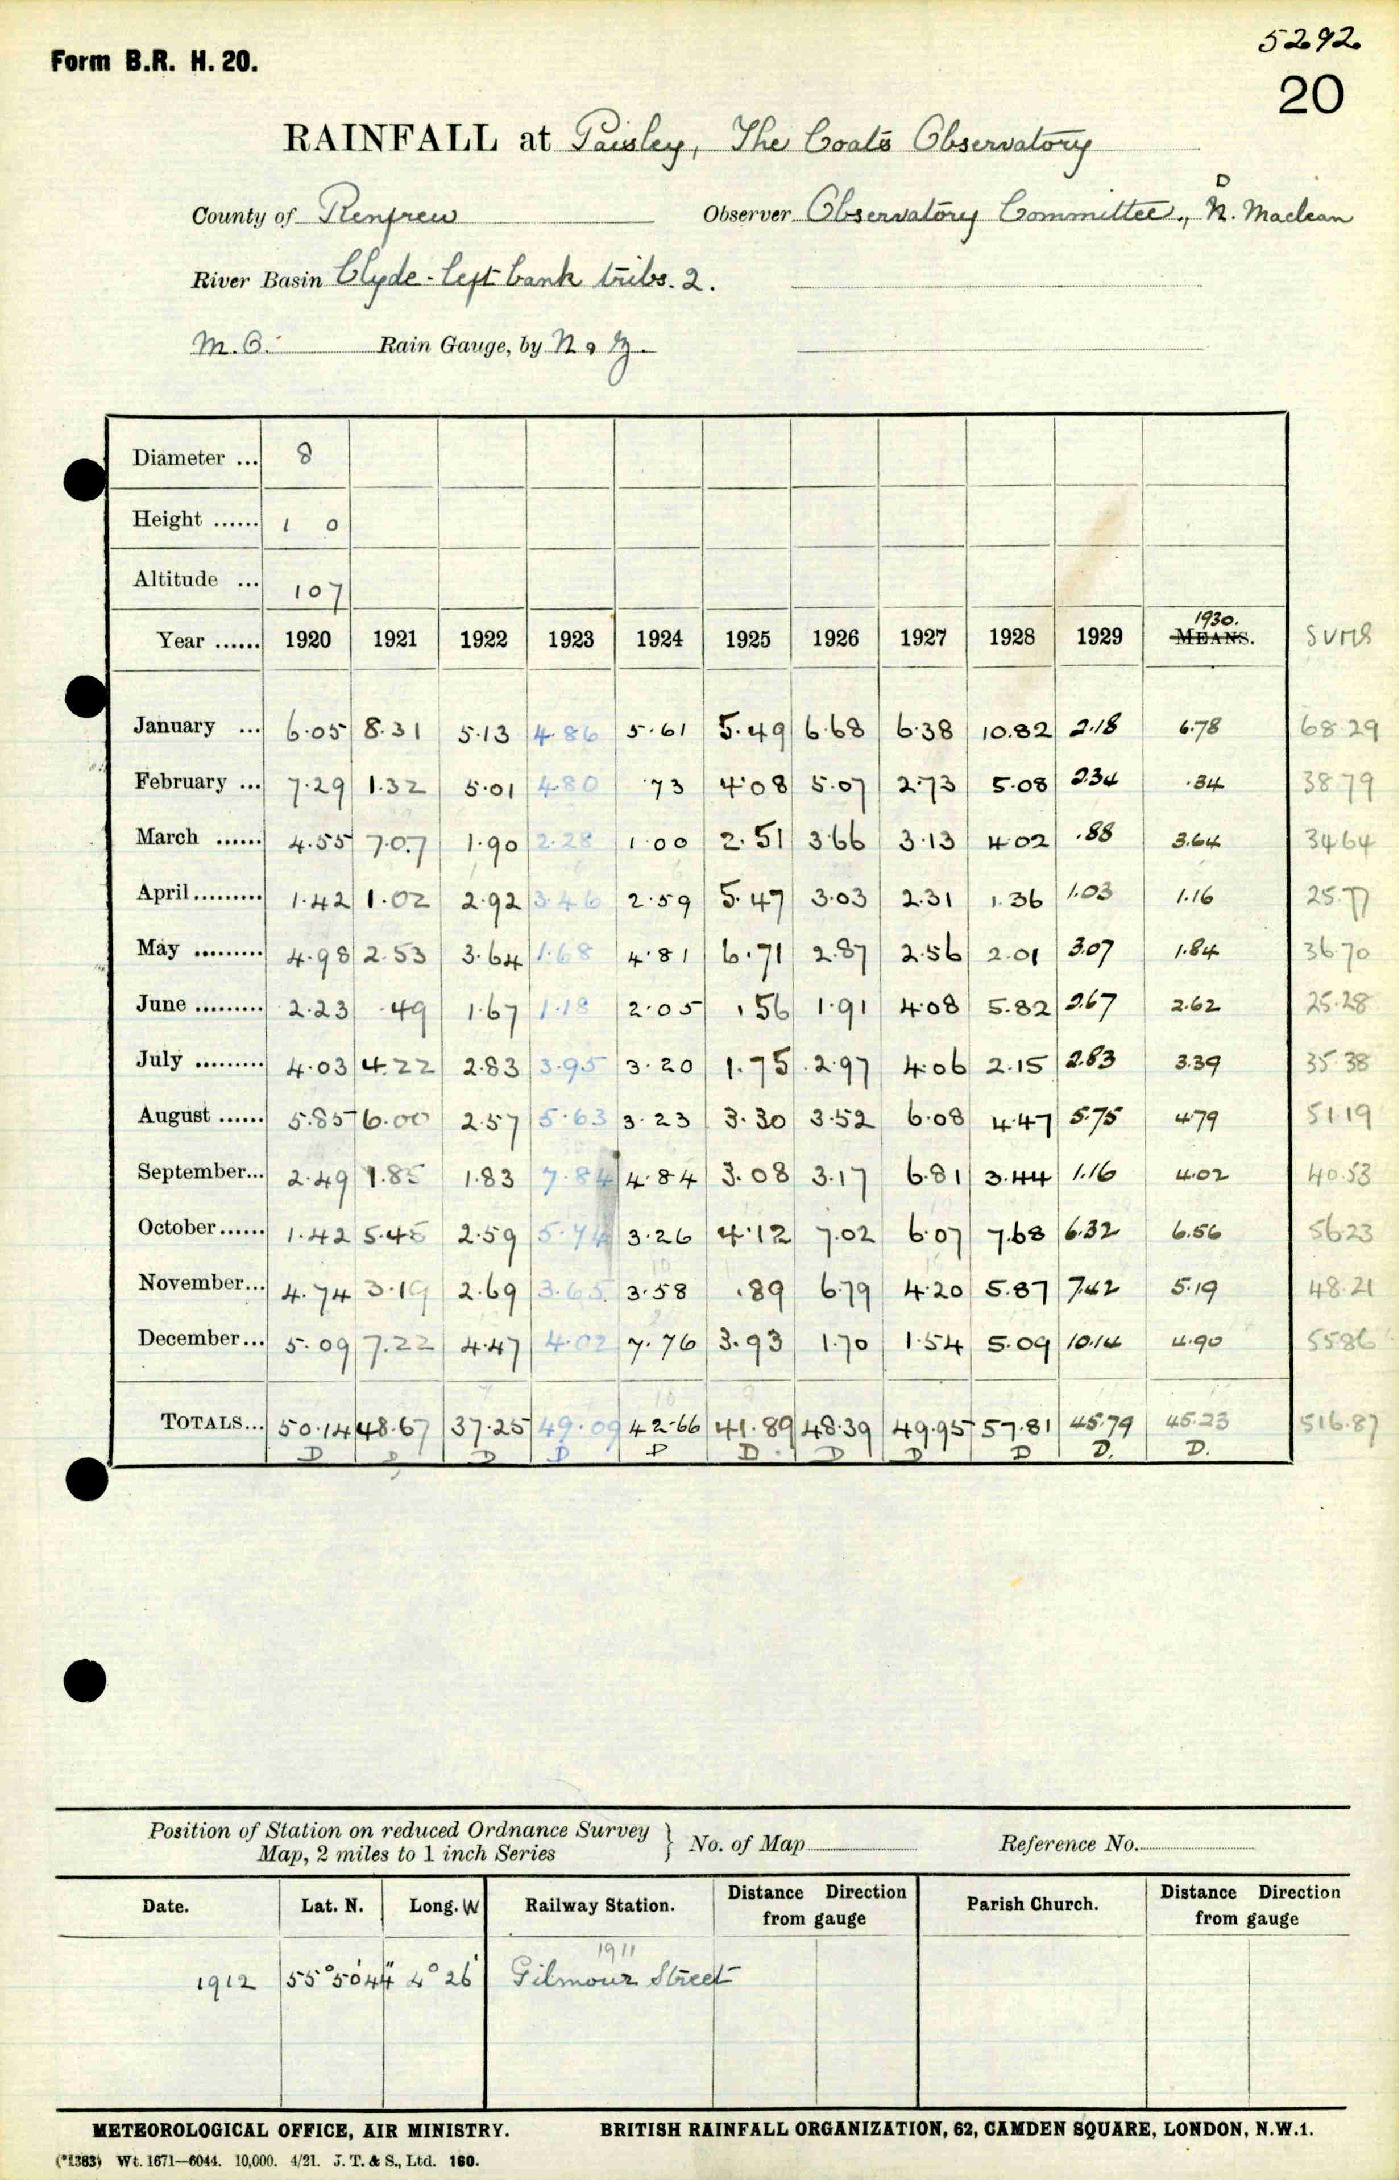 Form B.R. H. 20.
5292
20
RAINFALL at Paisley, The Coats Observatory
County of Renfrew Observer Observatory Committee., D N. Maclean
River Basin Clyde - left bank tribs. 2.
M.O. Rain Gauge, by N & Z.
Diameter ... 8
Height ...... 1 0
Altitude ... 107
Year ...... 1920 1921 1922 1923 1924 1925 1926 1927 1928 1929 1930. MEANS. SUMS
January ... 6.05 8.31 5.13 4.86 5.61 5.49 6.68 6.38 10.82 2.18 6.78 68.29
February ... 7.29 1.32 5.01 4.80 .73 4.08 5.07 2.73 5.08 2.34 .34 38.79
March ...... 4.55 7.07 1.90 2.28 1.00 2.51 3.66 3.13 4.02 .88 3.64 34.64
April ......... 1.42 1.02 2.92 3.46 2.59 5.47 3.03 2.31 1.36 1.03 1.16 25.77
May ......... 4.98 2.53 3.64 1.68 4.81 6.71 2.87 2.56 2.01 3.07 1.84 36.70
June ......... 2.23 .49 1.67 1.18 2.05 .56 1.91 4.08 5.82 2.67 2.62 25.28
July ......... 4.03 4.22 2.83 3.95 3.20 1.75 2.97 4.06 2.15 2.83 3.39 35.38
August ...... 5.85 6.00 2.57 5.63 3.23 3.30 3.52 6.08 4.47 5.75 4.79 51.19
September... 2.49 1.85 1.83 7.84 4.84 3.08 3.17 6.81 3.44 1.16 4.02 40.53
October...... 1.42 5.45 2.59 5.74 3.26 4.12 7.02 6.07 7.68 6.32 6.56 56.23
November... 4.74 3.19 2.69 3.65 3.58 .89 6.79 4.20 5.87 7.42 5.19 48.21
December... 5.09 7.22 4.47 4.02 7.76 3.93 1.70 1.54 5.09 10.14 4.90 55.86
TOTALS... 50.14 48.67 37.25 49.09 42.66 41.89 48.39 49.95 57.81 45.79 45.23 516.87
D D D D D D D D D D. D.
Position of Station on reduced Ordnance Survey
Map, 2 miles to 1 inch Series } No. of Map Reference No.
Date. Lat. N. Long. W Railway Station. Distance Direction from gauge Parish Church. Distance Direction from gauge
1911
1912 55° 50' 44" 4° 26' Gilmour Street
METEOROLOGICAL OFFICE, AIR MINISTRY. BRITISH RAINFALL ORGANIZATION, 62, CAMDEN SQUARE, LONDON, N.W.1.
(*1383) Wt. 1671—6044. 10,000. 4/21. J. T. & S., Ltd. 160.